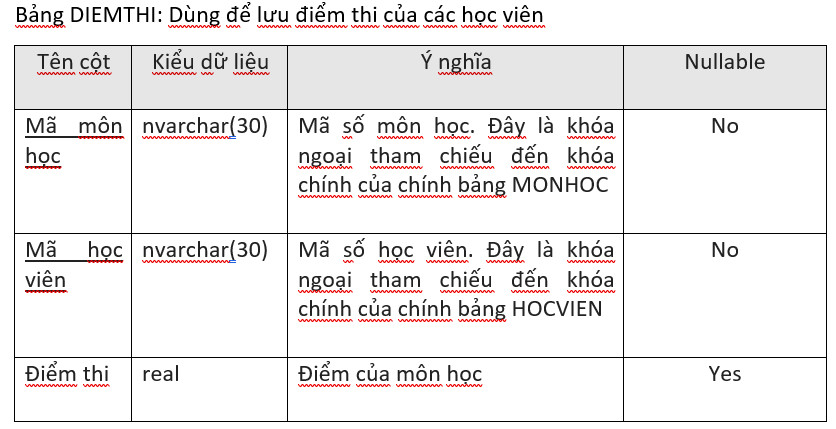 Bảng DIEMTHI: Dùng để lưu điểm thi của các học viên
Tên cột Kiểu dữ liệu Ý nghĩa Nullable
Mã môn học nvarchar(30) Mã số môn học. Đây là khóa ngoại tham chiếu đến khóa chính của chính bảng MONHOC No
Mã học viên nvarchar(30) Mã số học viên. Đây là khóa ngoại tham chiếu đến khóa chính của chính bảng HOCVIEN No
Điểm thi real Điểm của môn học Yes